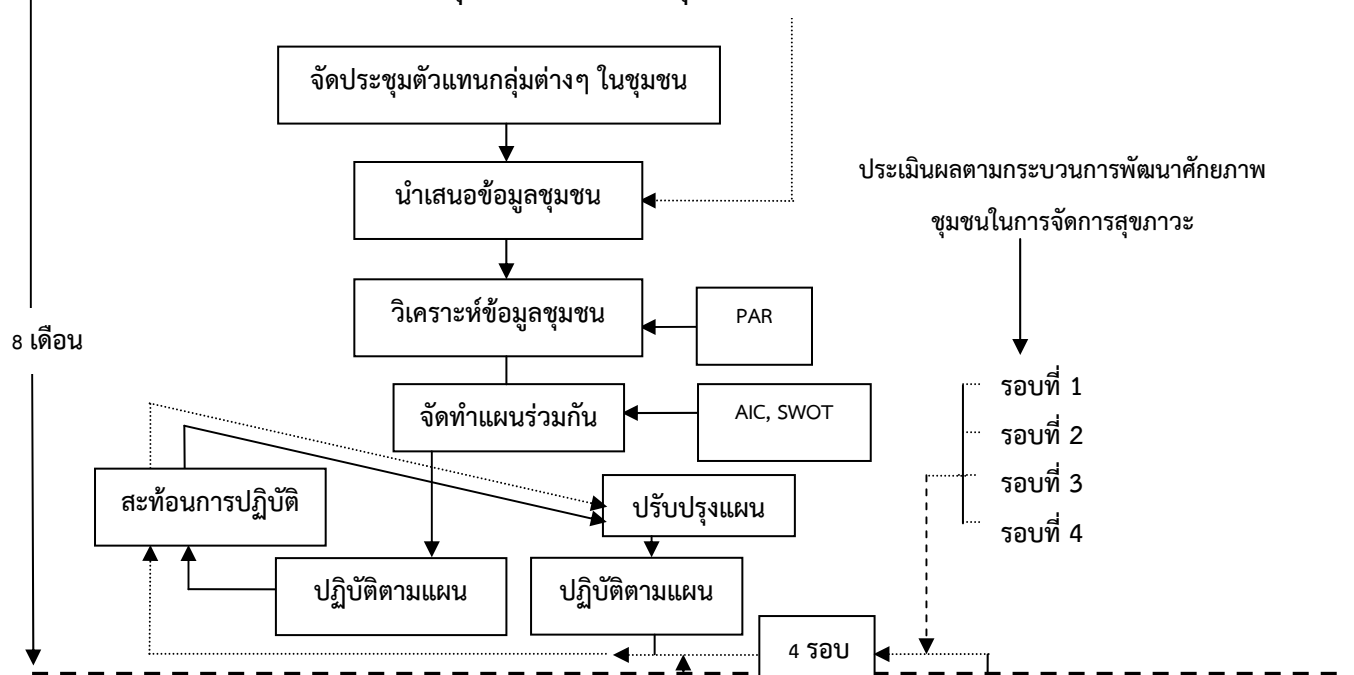 จัดประชุมตัวแทนกลุ่มต่างๆ ในชุมชน
นำเสนอข้อมูลชุมชน
ประเมินผลตามกระบวนการพัฒนาศักยภาพ
ชุมชนในการจัดการสุขภาวะ
วิเคราะห์ข้อมูลชุมชน
PAR
8 เดือน
จัดทำแผนร่วมกัน
AIC, SWOT
รอบที่ 1
รอบที่ 2
รอบที่ 3
รอบที่ 4
สะท้อนการปฏิบัติ
ปรับปรุงแผน
ปฏิบัติตามแผน
ปฏิบัติตามแผน
4 รอบ